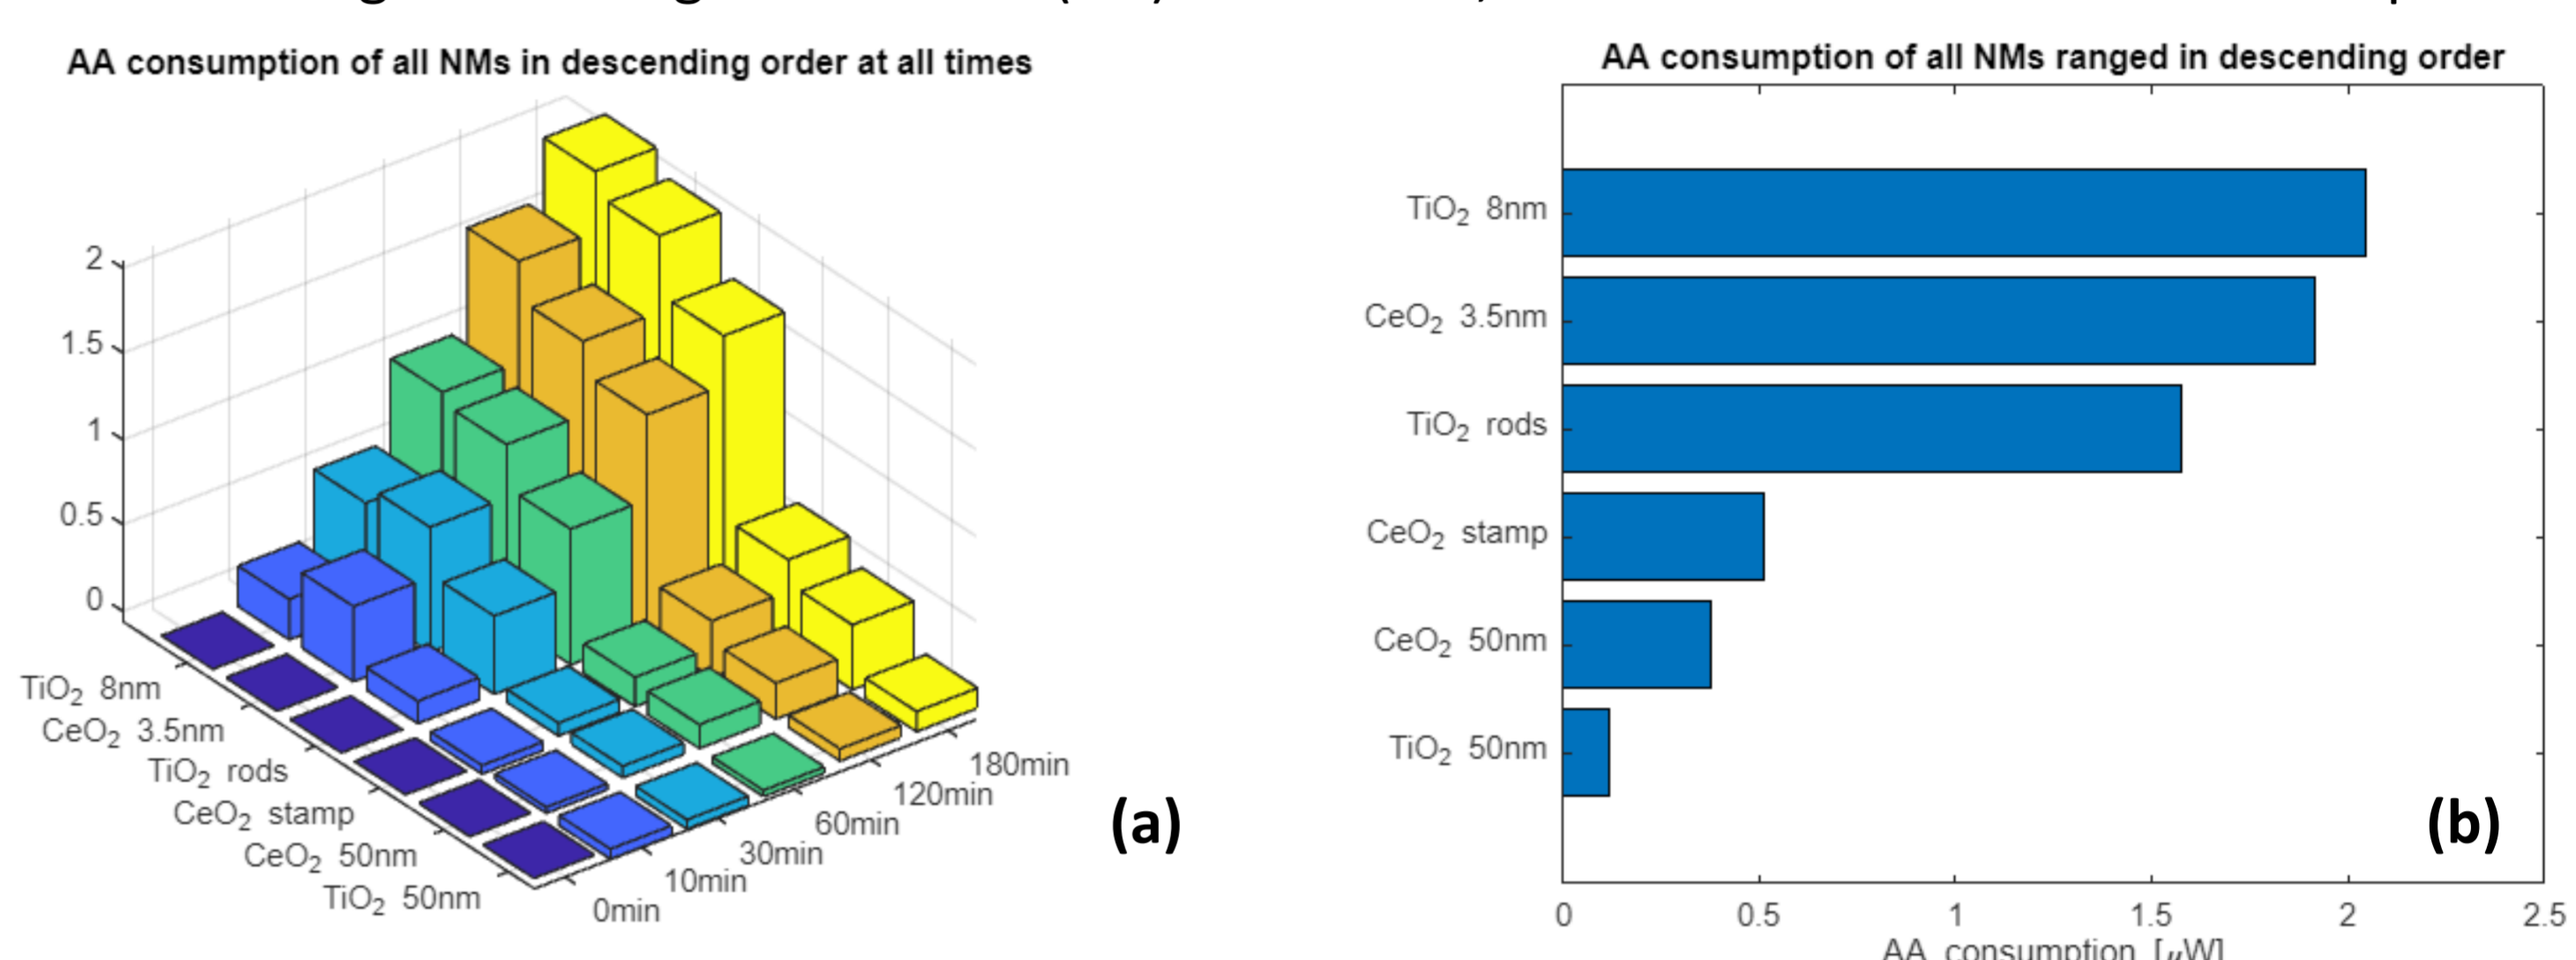 AA consumption of all NMs in descending order at all times
2
1.5
1
0.5
0
TiO₂ 8nm
CeO₂ 3.5nm
TiO₂ rods
CeO₂ stamp
CeO₂ 50nm
TiO₂ 50nm
0min
10min
30min
60min
120min
180min
(a)
AA consumption of all NMs ranged in descending order
TiO₂ 8nm
CeO₂ 3.5nm
TiO₂ rods
CeO₂ stamp
CeO₂ 50nm
TiO₂ 50nm
(b)
0 0.5 1 1.5 2 2.5
AA consumption [μW]